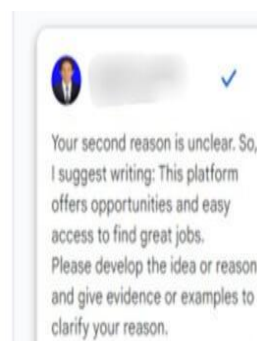 Your second reason is unclear. So,
I suggest writing: This platform
offers opportunities and easy
access to find great jobs.
Please develop the idea or reason
and give evidence or examples to
clarify your reason.